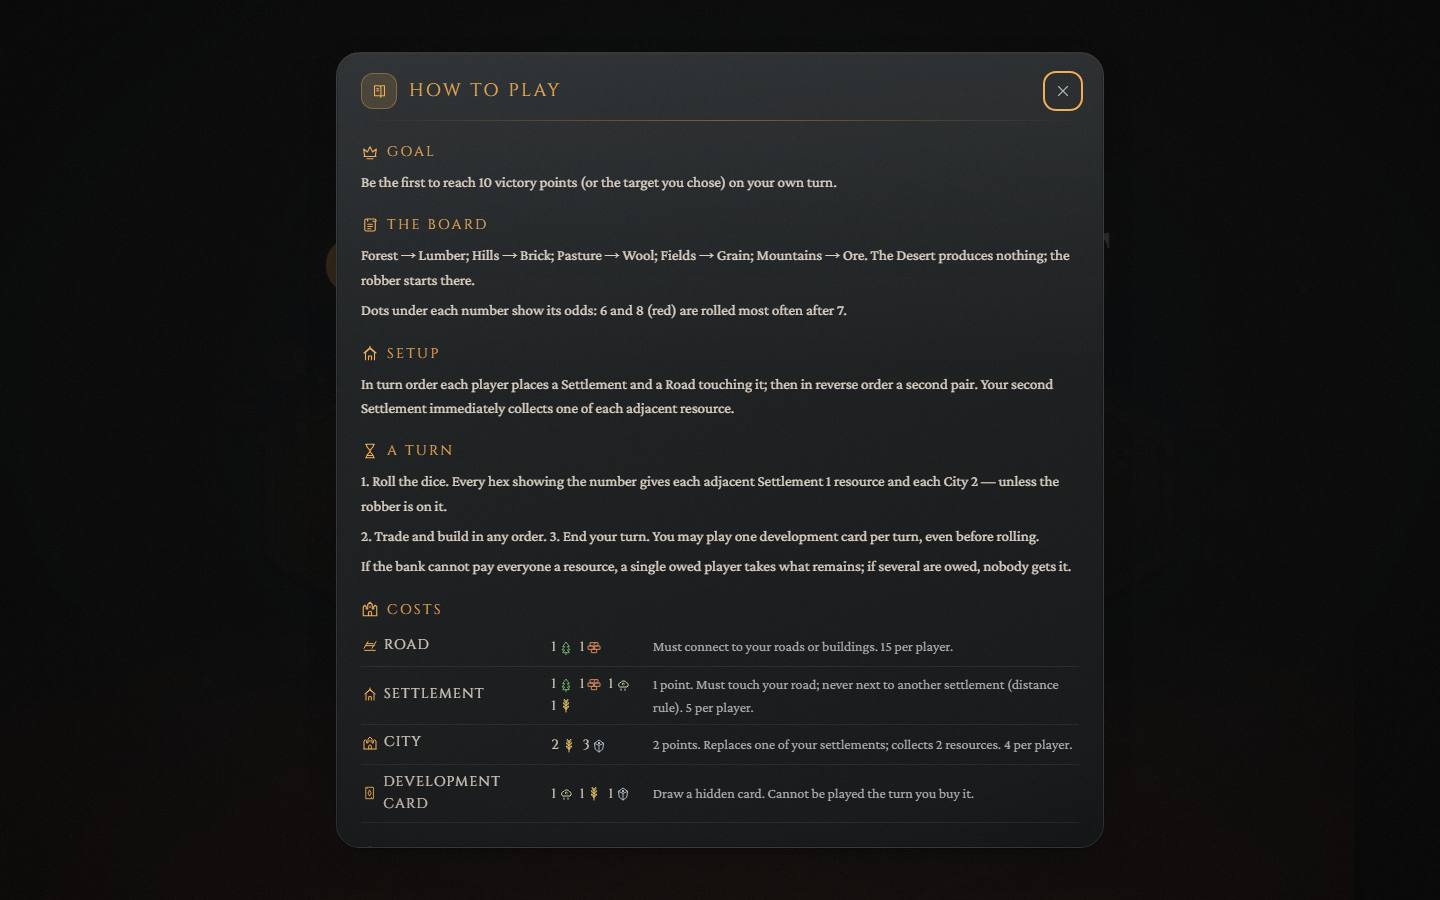 HOW TO PLAY
GOAL
Be the first to reach 10 victory points (or the target you chose) on your own turn.
THE BOARD
Forest → Lumber; Hills → Brick; Pasture → Wool; Fields → Grain; Mountains → Ore. The Desert produces nothing; the
robber starts there.
Dots under each number show its odds: 6 and 8 (red) are rolled most often after 7.
SETUP
In turn order each player places a Settlement and a Road touching it; then in reverse order a second pair. Your second
Settlement immediately collects one of each adjacent resource.
A TURN
1. Roll the dice. Every hex showing the number gives each adjacent Settlement 1 resource and each City 2 — unless the
robber is on it.
2. Trade and build in any order. 3. End your turn. You may play one development card per turn, even before rolling.
If the bank cannot pay everyone a resource, a single owed player takes what remains; if several are owed, nobody gets it.
COSTS
ROAD 1 1 Must connect to your roads or buildings. 15 per player.
SETTLEMENT 1 1 1 1 point. Must touch your road; never next to another settlement (distance
1 rule). 5 per player.
CITY 2 3 2 points. Replaces one of your settlements; collects 2 resources. 4 per player.
DEVELOPMENT
CARD 1 1 1 Draw a hidden card. Cannot be played the turn you buy it.